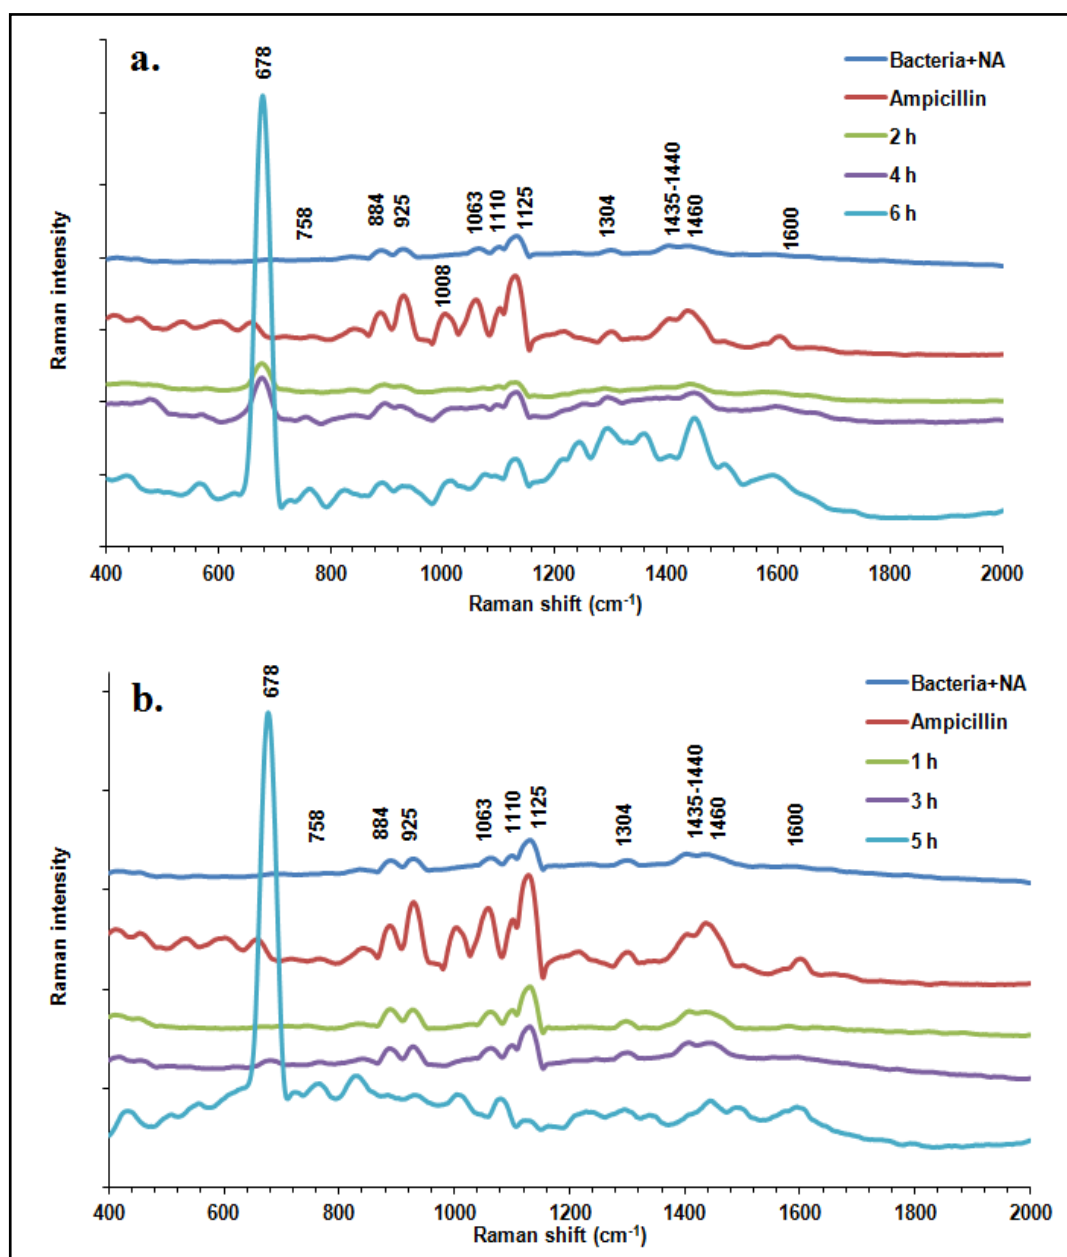 a.
678
758
884
925
1008
1063
1110
1125
1304
1435-1440
1460
1600
Bacteria+NA
Ampicillin
2 h
4 h
6 h
Raman intensity
400 600 800 1000 1200 1400 1600 1800 2000
Raman shift (cm-1)
b.
678
758
884
925
1063
1110
1125
1304
1435-1440
1460
1600
Bacteria+NA
Ampicillin
1 h
3 h
5 h
Raman intensity
400 600 800 1000 1200 1400 1600 1800 2000
Raman shift (cm-1)